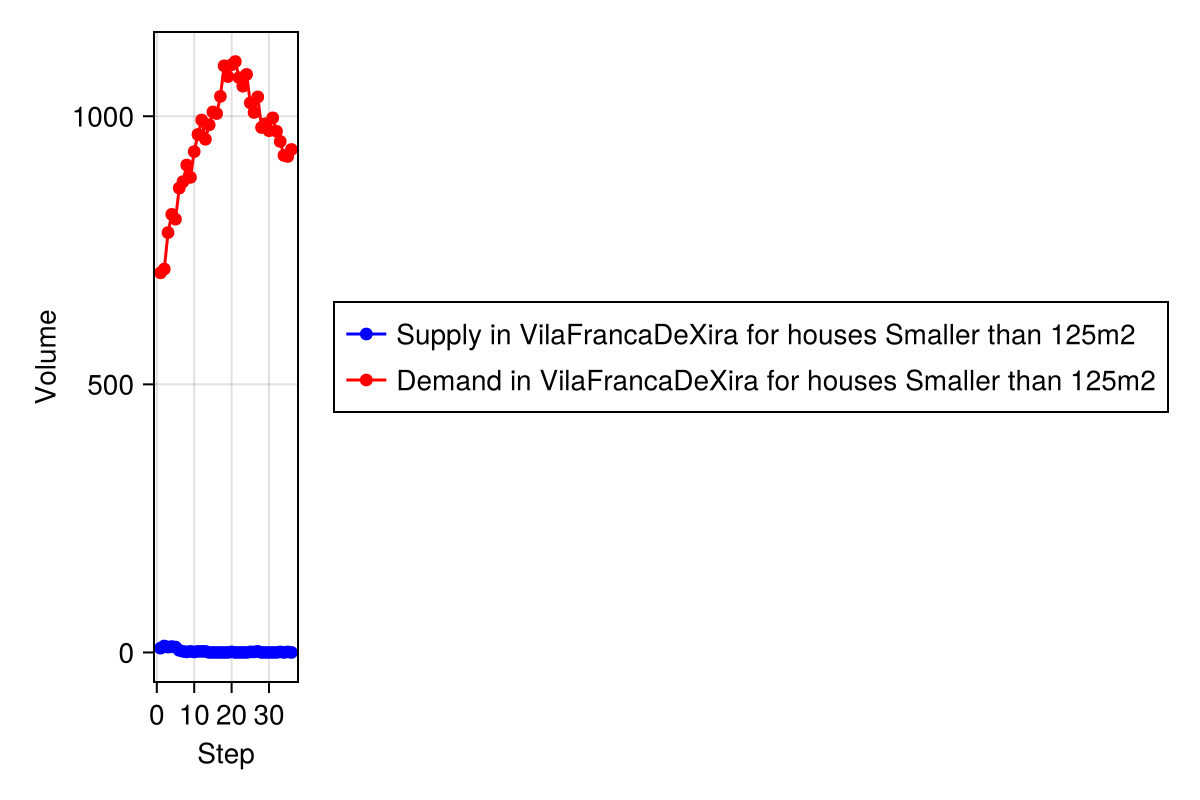 Volume
1000
500
0
0 10 20 30
Step
Supply in VilaFrancaDeXira for houses Smaller than 125m2
Demand in VilaFrancaDeXira for houses Smaller than 125m2